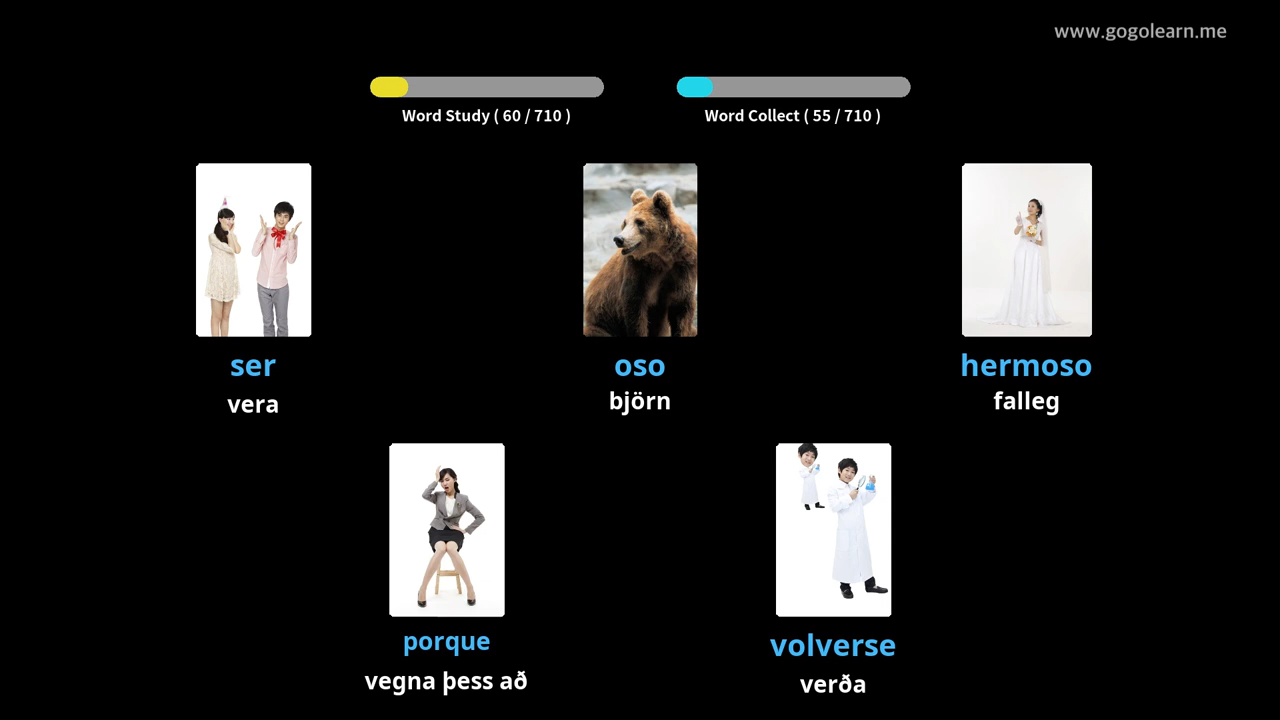 www.gogolearn.me
Word Study ( 60 / 710 )
Word Collect ( 55 / 710 )
ser
vera
oso
björn
hermoso
falleg
porque
vegna þess að
volverse
verða